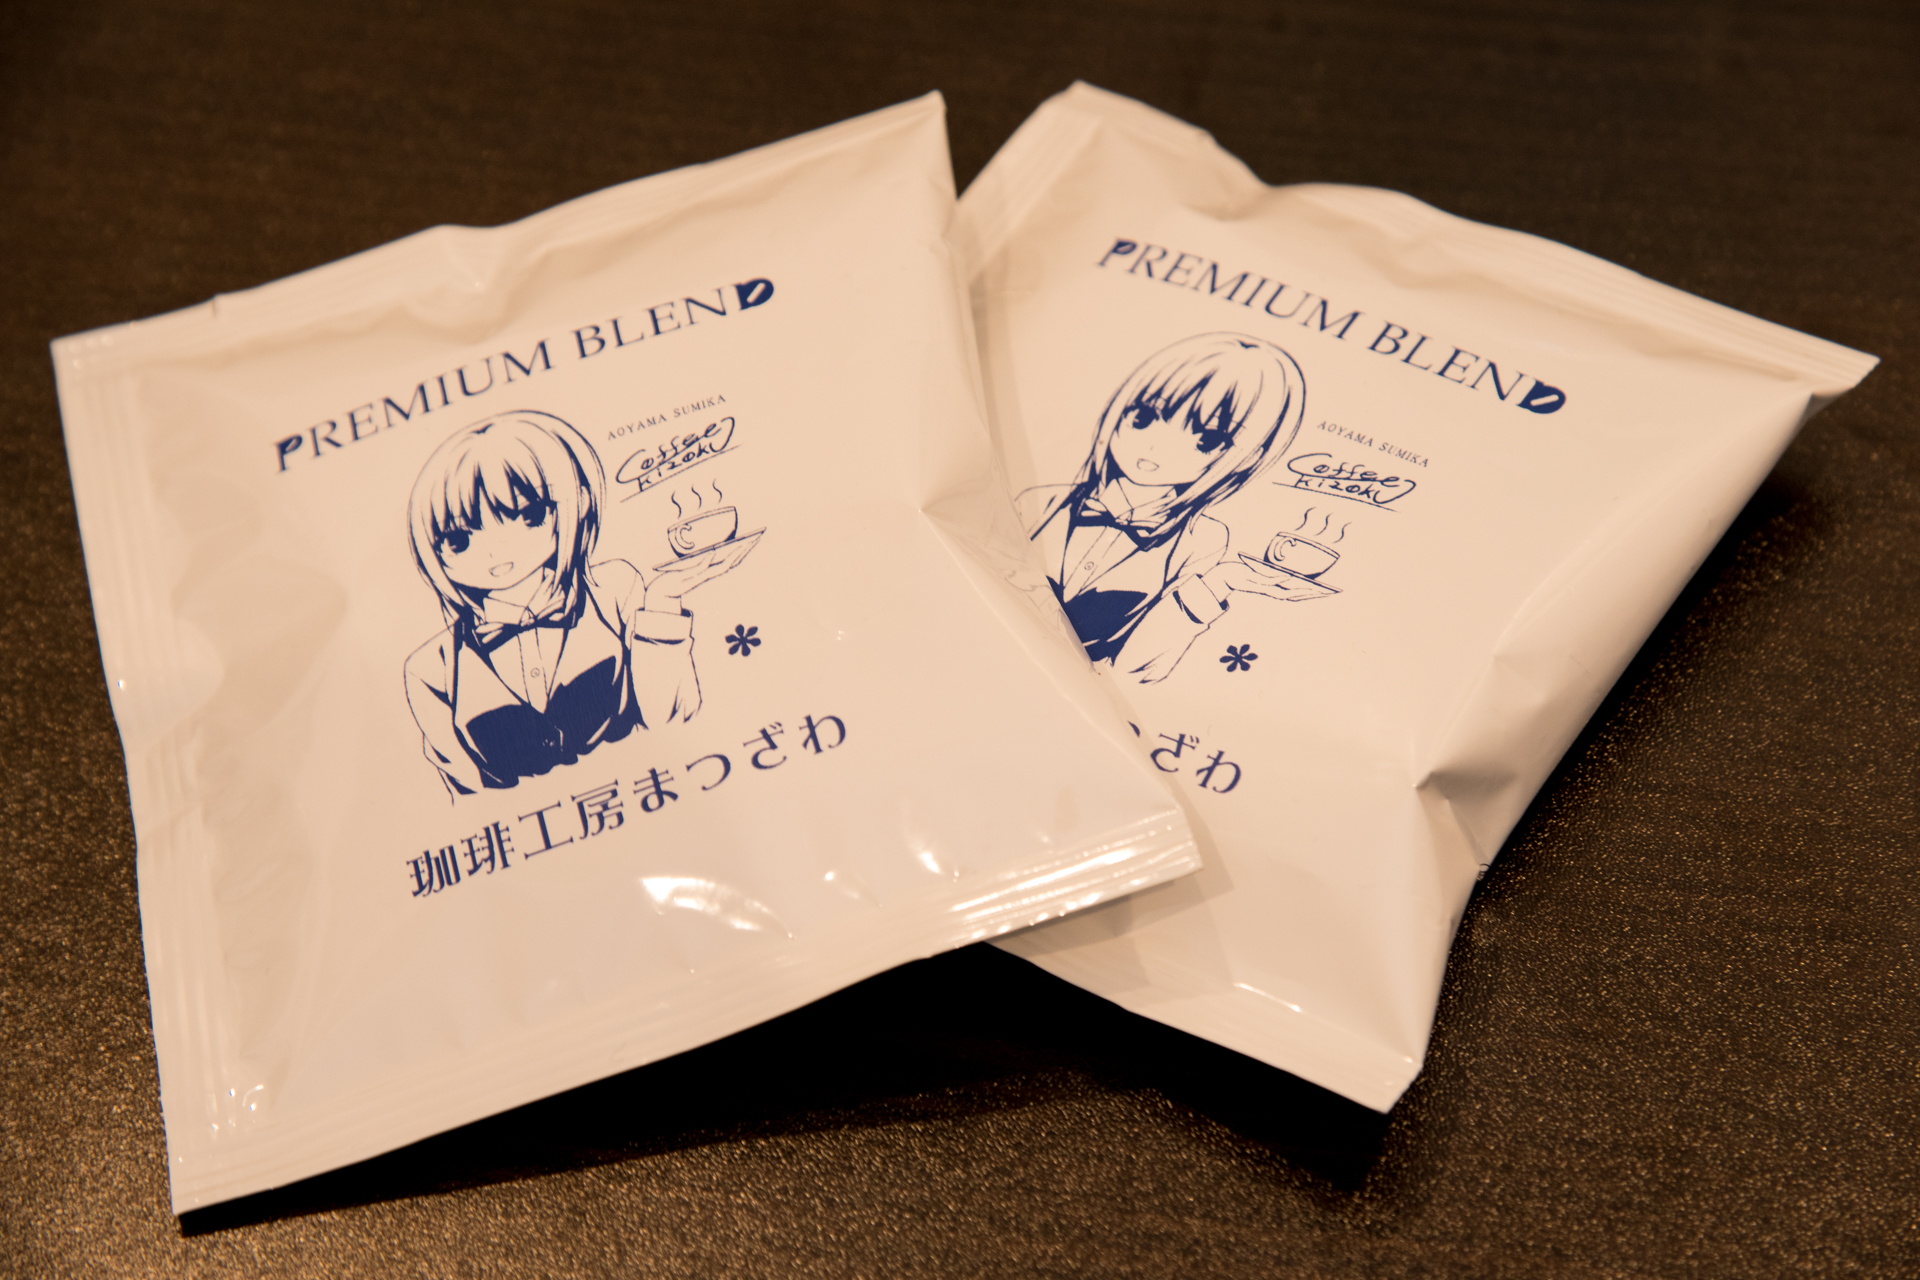 PREMIUM BLEND
AOYAMA SUMIKA
Coffee
Kizoku
珈琲工房まつざわ
PREMIUM BLEND
AOYAMA SUMIKA
Coffee
Kizoku
ざわ